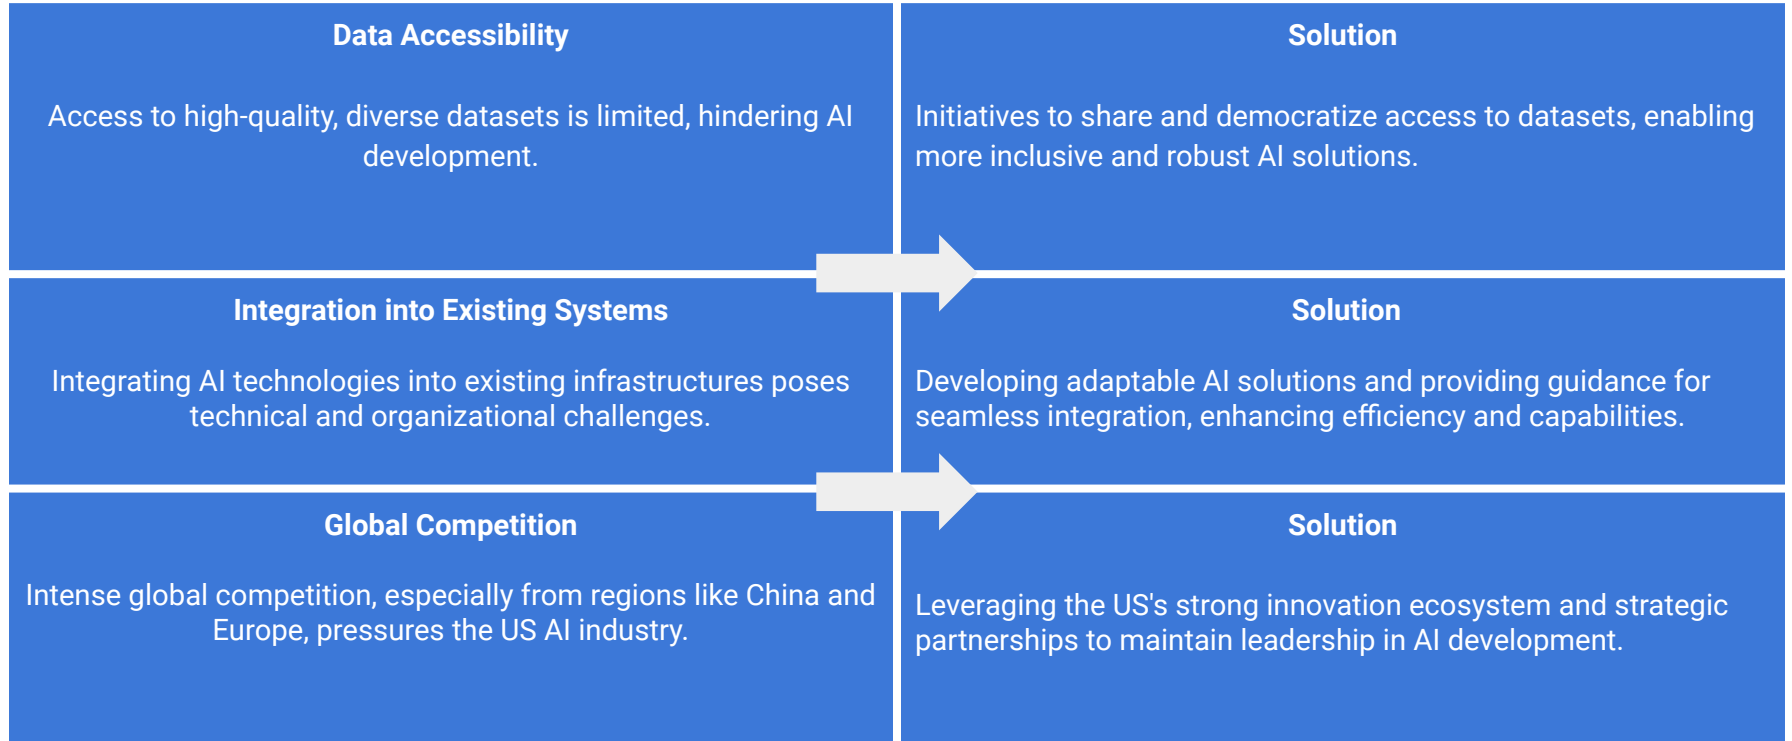 Data Accessibility
Access to high-quality, diverse datasets is limited, hindering AI
development.
Solution
Initiatives to share and democratize access to datasets, enabling
more inclusive and robust AI solutions.
Integration into Existing Systems
Integrating AI technologies into existing infrastructures poses
technical and organizational challenges.
Solution
Developing adaptable AI solutions and providing guidance for
seamless integration, enhancing efficiency and capabilities.
Global Competition
Intense global competition, especially from regions like China and
Europe, pressures the US AI industry.
Solution
Leveraging the US's strong innovation ecosystem and strategic
partnerships to maintain leadership in AI development.